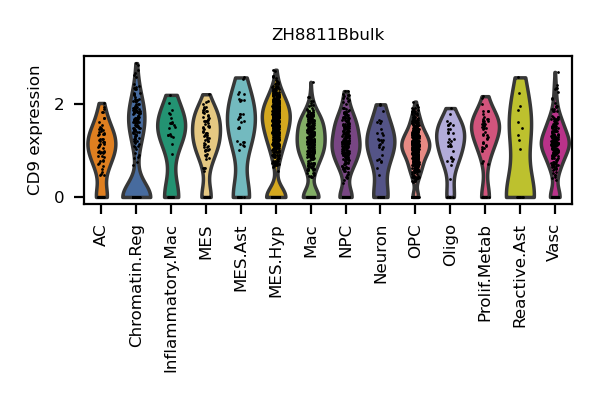 ZH8811Bbulk
CD9 expression
2
0
AC
Chromatin.Reg
Inflammatory.Mac
MES
MES.Ast
MES.Hyp
Mac
NPC
Neuron
OPC
Oligo
Prolif.Metab
Reactive.Ast
Vasc